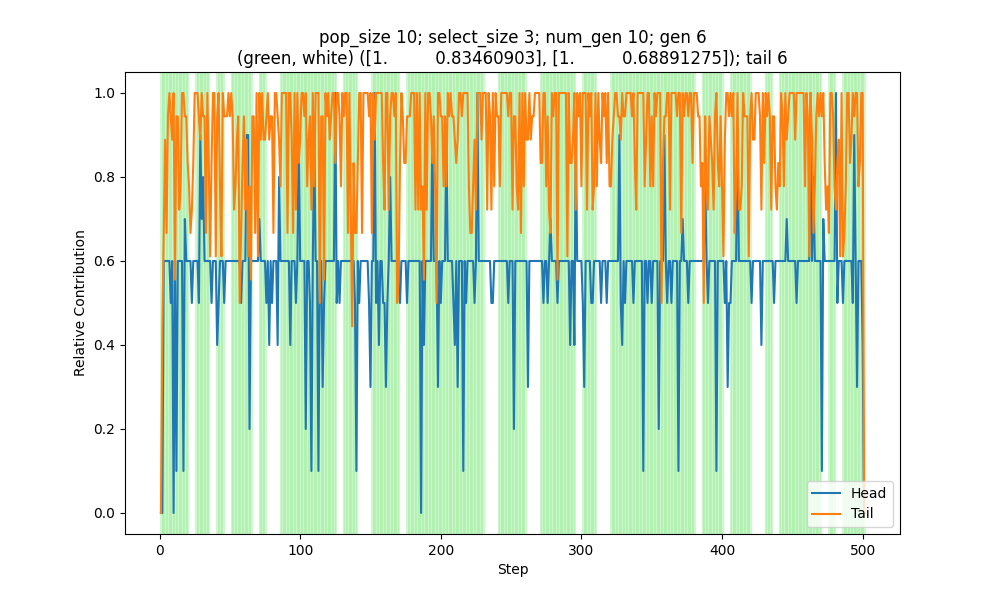 pop_size 10; select_size 3; num_gen 10; gen 6
(green, white) ([1.         0.83460903], [1.         0.68891275]); tail 6
1.0
0.8
0.6
0.4
0.2
0.0
Relative Contribution
0 100 200 300 400 500
Step
Head
Tail